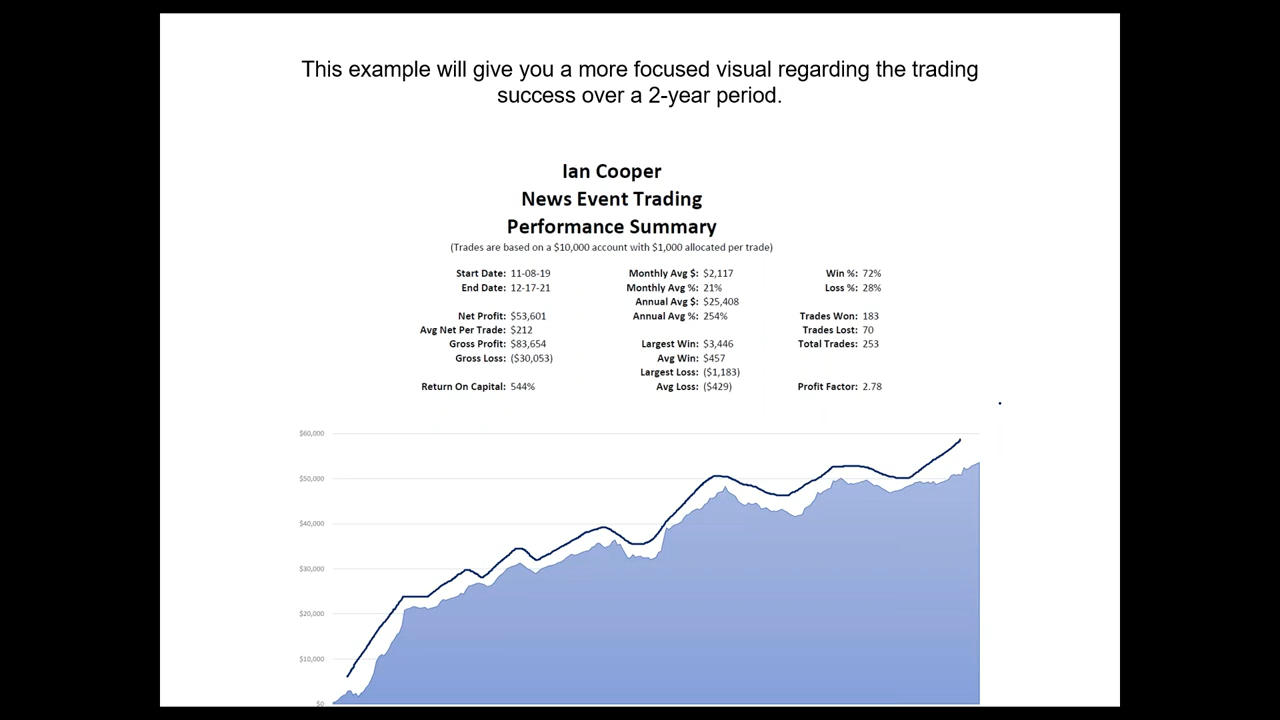 This example will give you a more focused visual regarding the trading
success over a 2-year period.
Ian Cooper
News Event Trading
Performance Summary
(Trades are based on a $10,000 account with $1,000 allocated per trade)
Start Date: 11-08-19 Monthly Avg $: $2,117 Win %: 72%
End Date: 12-17-21 Monthly Avg %: 21% Loss %: 28%
Annual Avg $: $25,408
Net Profit: $53,601 Annual Avg %: 254% Trades Won: 183
Avg Net Per Trade: $212 Trades Lost: 70
Gross Profit: $83,654 Largest Win: $3,446 Total Trades: 253
Gross Loss: ($30,053) Avg Win: $457
Largest Loss: ($1,183)
Return On Capital: 544% Avg Loss: ($429) Profit Factor: 2.78
$60,000
$50,000
$40,000
$30,000
$20,000
$10,000
$0